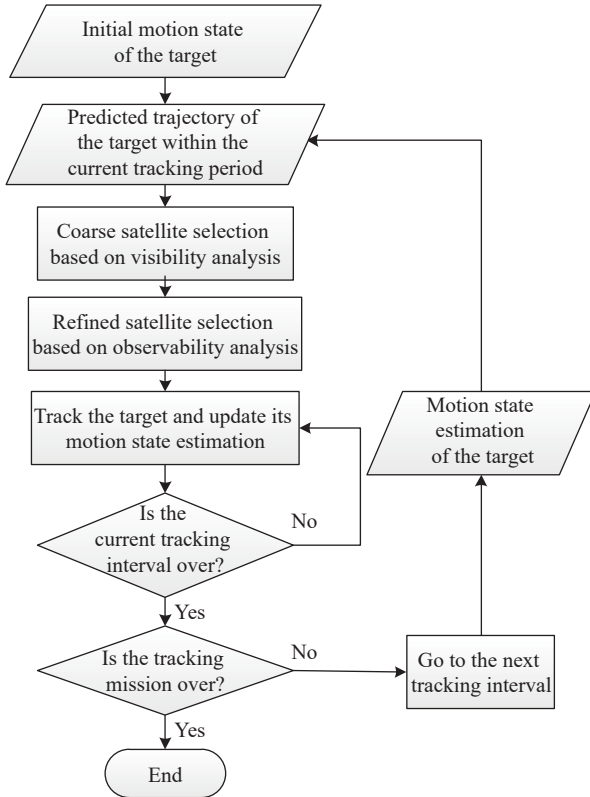 Initial motion state
of the target
Predicted trajectory of
the target within the
current tracking period
Coarse satellite selection
based on visibility analysis
Refined satellite selection
based on observability analysis
Track the target and update its
motion state estimation
Motion state
estimation
of the target
Is the
current tracking
interval over?
No
Yes
Is the tracking
mission over?
No
Go to the next
tracking interval
Yes
End